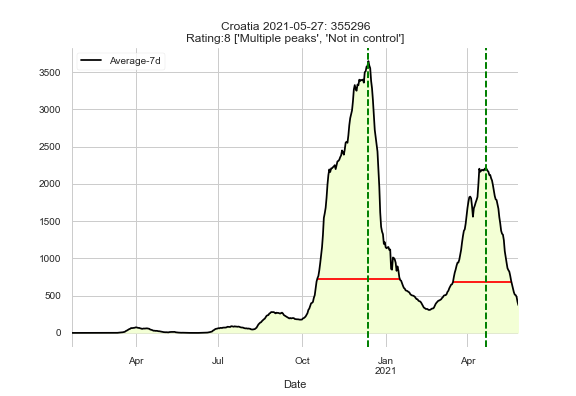 Croatia 2021-05-27: 355296
Rating:8 ['Multiple peaks', 'Not in control']
Average-7d
3500
3000
2500
2000
1500
1000
500
0
Apr
Jul
Oct
Jan
2021
Apr
Date